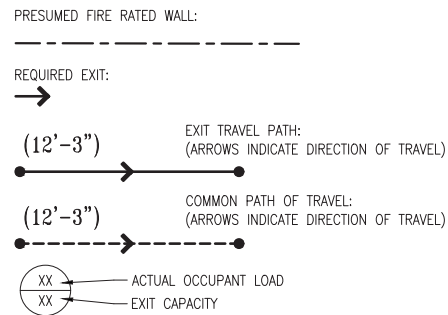 PRESUMED FIRE RATED WALL:
REQUIRED EXIT:
(12'-3") EXIT TRAVEL PATH:
(ARROWS INDICATE DIRECTION OF TRAVEL)
(12'-3") COMMON PATH OF TRAVEL:
(ARROWS INDICATE DIRECTION OF TRAVEL)
XX ACTUAL OCCUPANT LOAD
XX EXIT CAPACITY